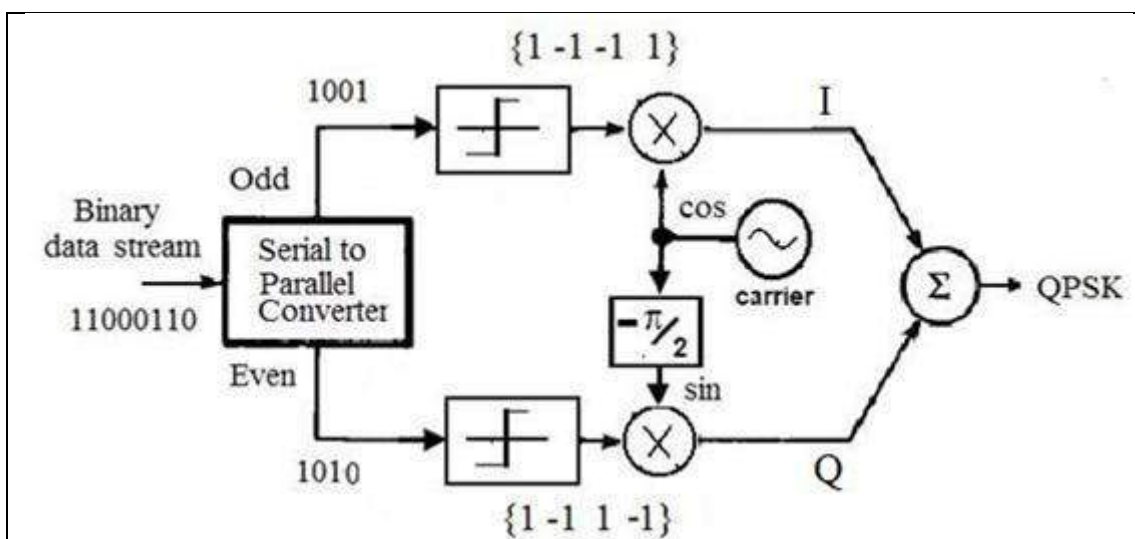 {1 -1 -1 1}
1001
I
Odd
Binary
data stream
11000110
Serial to
Parallel
Converter
cos
carrier
Σ
QPSK
- π/2
Even
sin
1010
Q
{1 -1 1 -1}